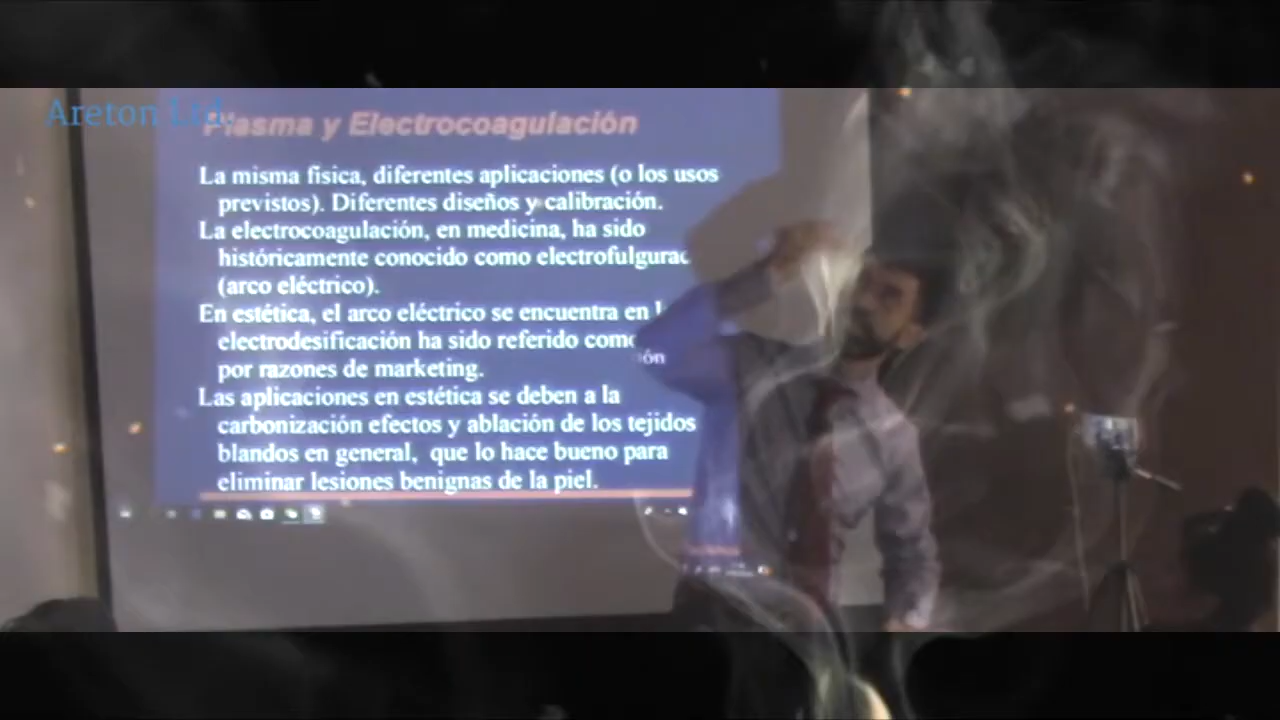 Areton Ltd.
Plasma y Electrocoagulación
La misma fisica, diferentes aplicaciones (o los usos
previstos). Diferentes diseños y calibración.
La electrocoagulación, en medicina, ha sido
históricamente conocido como
(arco eléctrico).
En estética, el arco eléctrico se encuentra en
electrodesificación ha sido referido como
por razones de marketing.
Las aplicaciones en estética se deben a la
carbonización efectos y ablación de los tejidos
blandos en general, que lo hace bueno para
eliminar lesiones benignas de la piel.